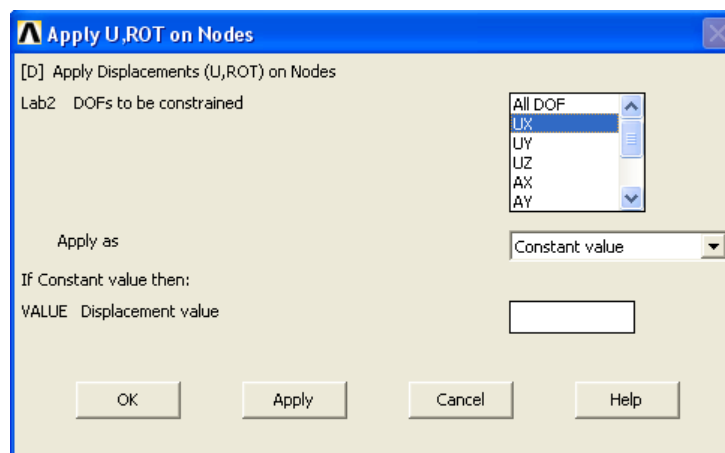 Apply U,ROT on Nodes
[D] Apply Displacements (U,ROT) on Nodes
Lab2 DOFs to be constrained
All DOF
UX
UY
UZ
AX
AY
Apply as
Constant value
If Constant value then:
VALUE Displacement value
OK
Apply
Cancel
Help